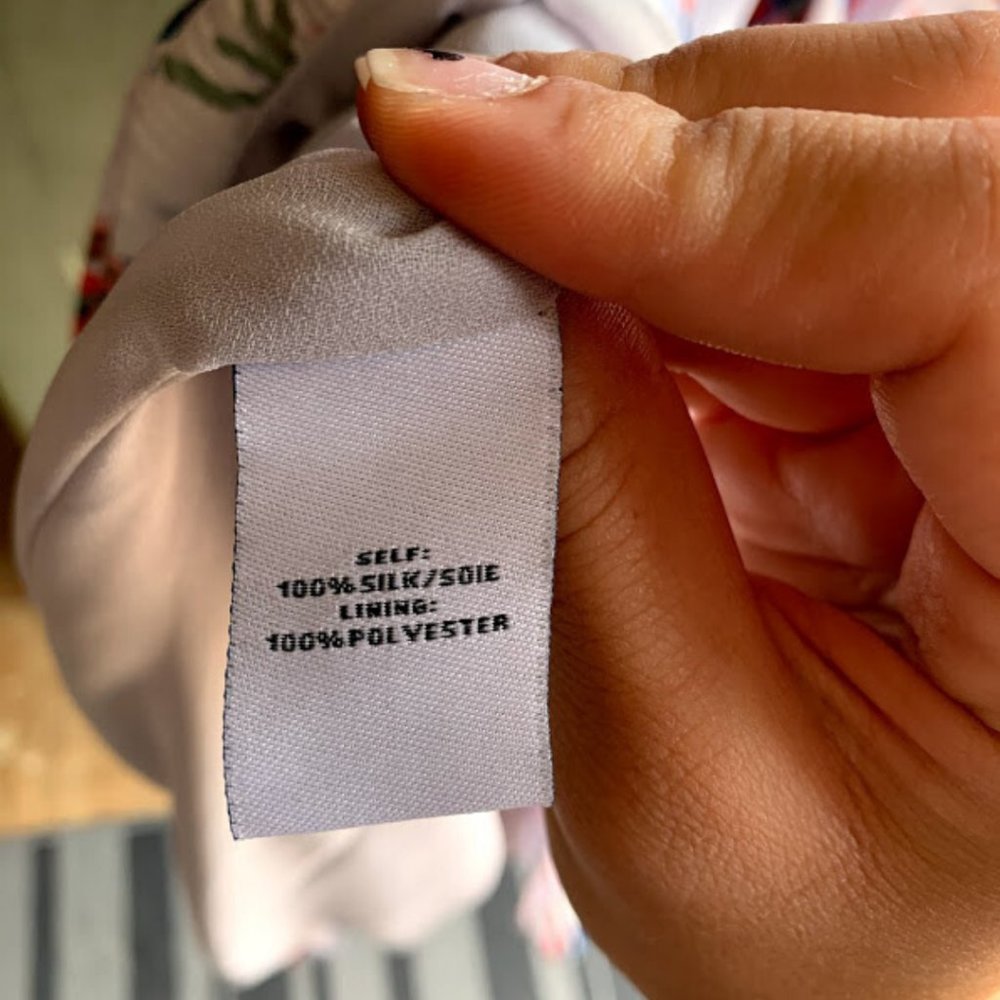 SELF:
100% SILK/SOIE
LINING:
100% POLYESTER